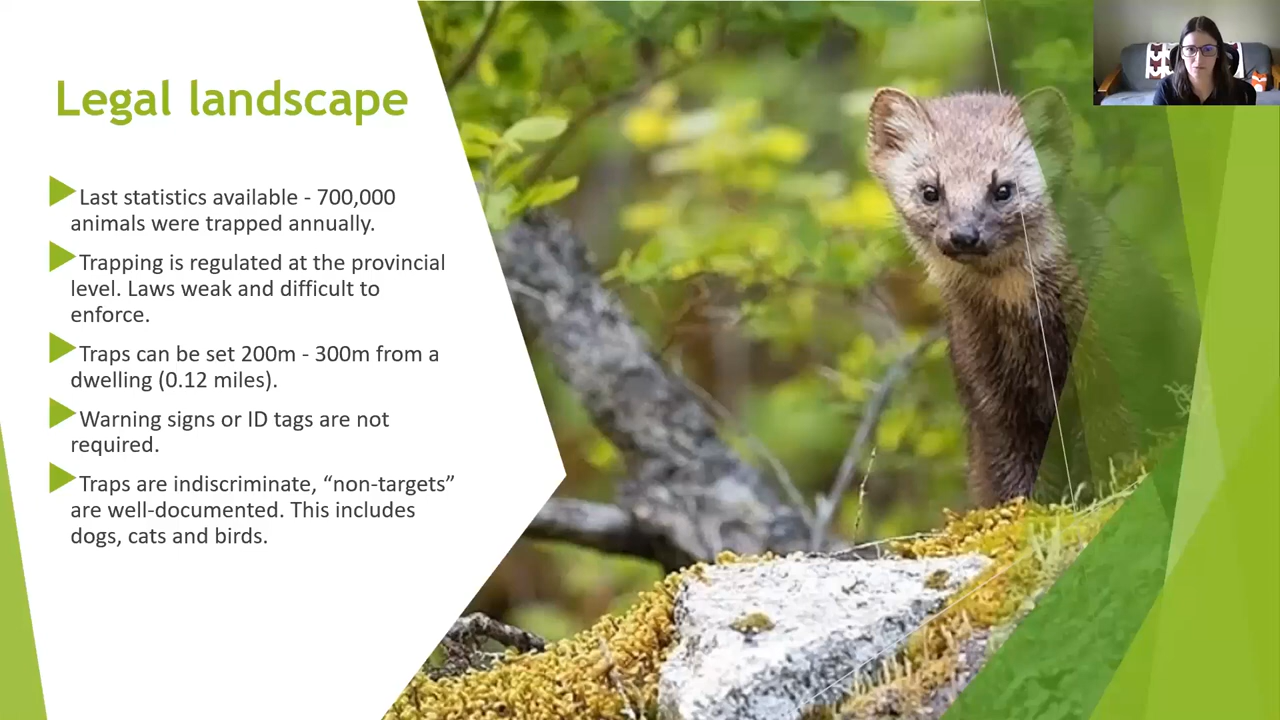 Legal landscape
Last statistics available - 700,000
animals were trapped annually.
Trapping is regulated at the provincial
level. Laws weak and difficult to
enforce.
Traps can be set 200m - 300m from a
dwelling (0.12 miles).
Warning signs or ID tags are not
required.
Traps are indiscriminate, “non-targets”
are well-documented. This includes
dogs, cats and birds.